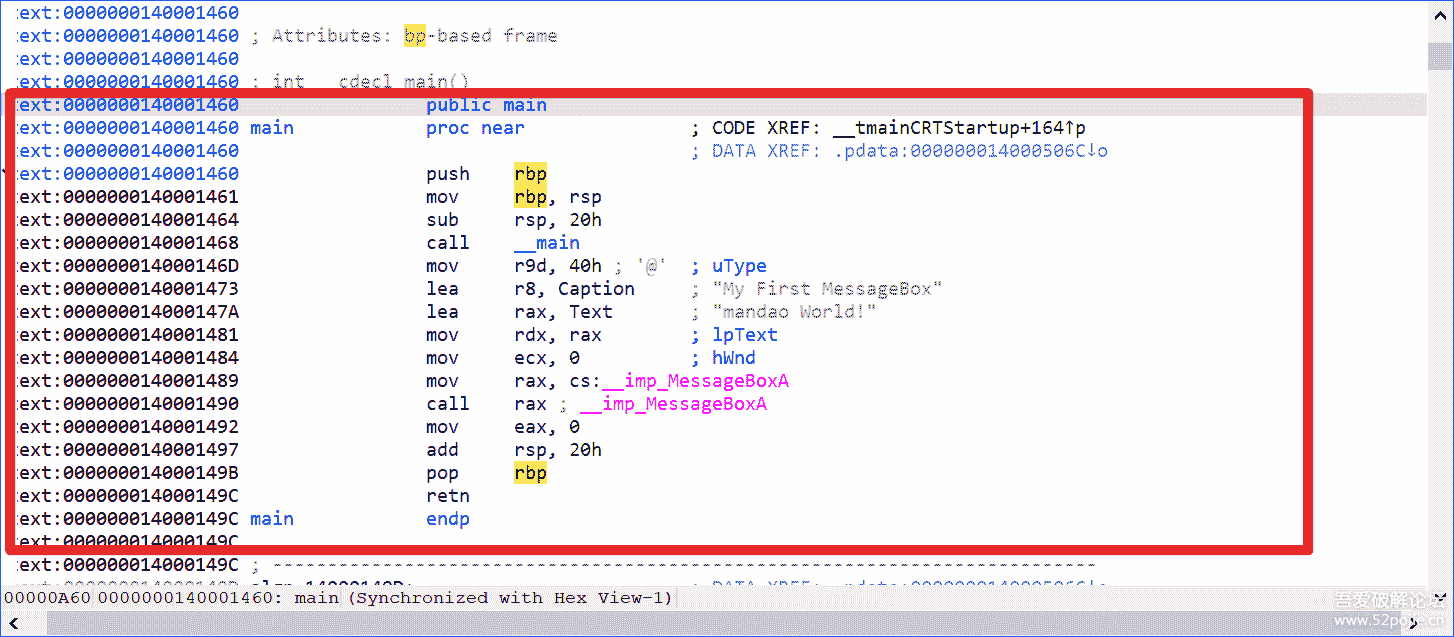 :ext:0000000140001460
:ext:0000000140001460 ; Attributes: bp-based frame
:ext:0000000140001460
:ext:0000000140001460 ; int __cdecl main()
:ext:0000000140001460 public main
:ext:0000000140001460 main proc near ; CODE XREF: __tmainCRTStartup+164↑p
:ext:0000000140001460 ; DATA XREF: .pdata:000000014000506C↓o
:ext:0000000140001460 push rbp
:ext:0000000140001461 mov rbp, rsp
:ext:0000000140001464 sub rsp, 20h
:ext:0000000140001468 call __main
:ext:000000014000146D mov r9d, 40h ; '@' ; uType
:ext:0000000140001473 lea r8, Caption ; "My First MessageBox"
:ext:000000014000147A lea rax, Text ; "mandao World!"
:ext:0000000140001481 mov rdx, rax ; lpText
:ext:0000000140001484 mov ecx, 0 ; hWnd
:ext:0000000140001489 mov rax, cs:__imp_MessageBoxA
:ext:0000000140001490 call rax ; __imp_MessageBoxA
:ext:0000000140001492 mov eax, 0
:ext:0000000140001497 add rsp, 20h
:ext:000000014000149B pop rbp
:ext:000000014000149C retn
:ext:000000014000149C main endp
:ext:000000014000149C
:ext:000000014000149C ; ---------------------------------------------------------------------------
:ext:000000014000149D ; DATA XREF: .pdata:000000014000506C↓o
00000A60 0000000140001460: main (Synchronized with Hex View-1)
吾爱破解论坛
www.52pojie.cn